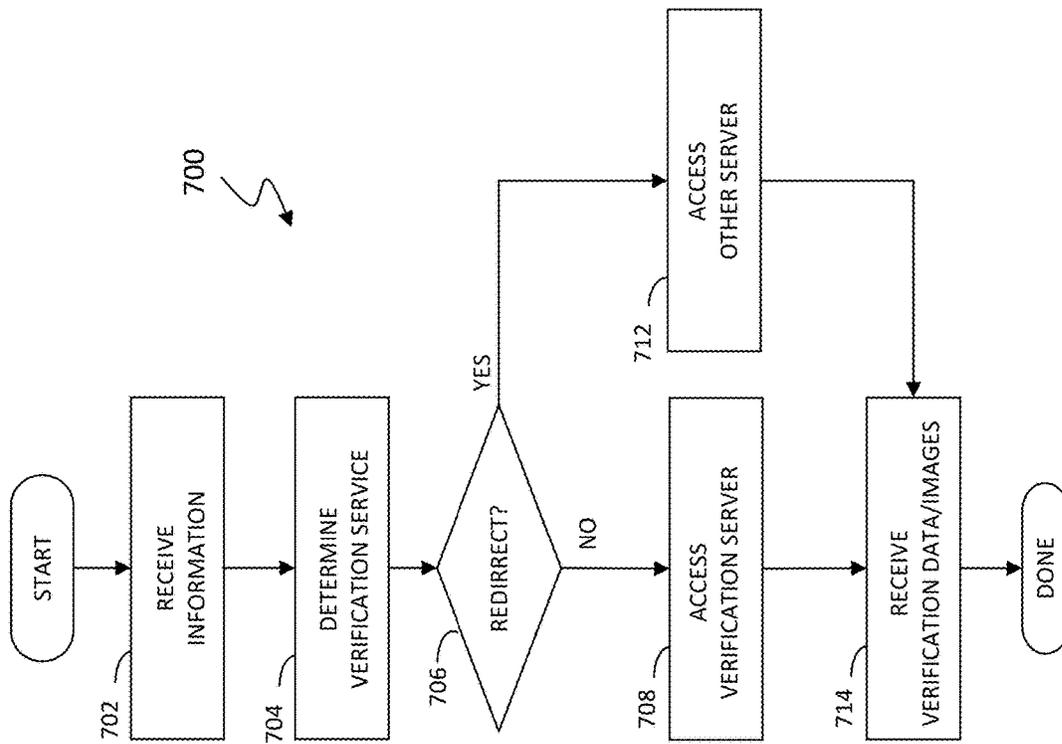 700
START
702
RECEIVE
INFORMATION
704
DETERMINE
VERIFICATION SERVICE
706
REDIRRECT?
YES
NO
708
ACCESS
VERIFICATION SERVER
712
ACCESS
OTHER SERVER
714
RECEIVE
VERIFICATION DATA/IMAGES
DONE